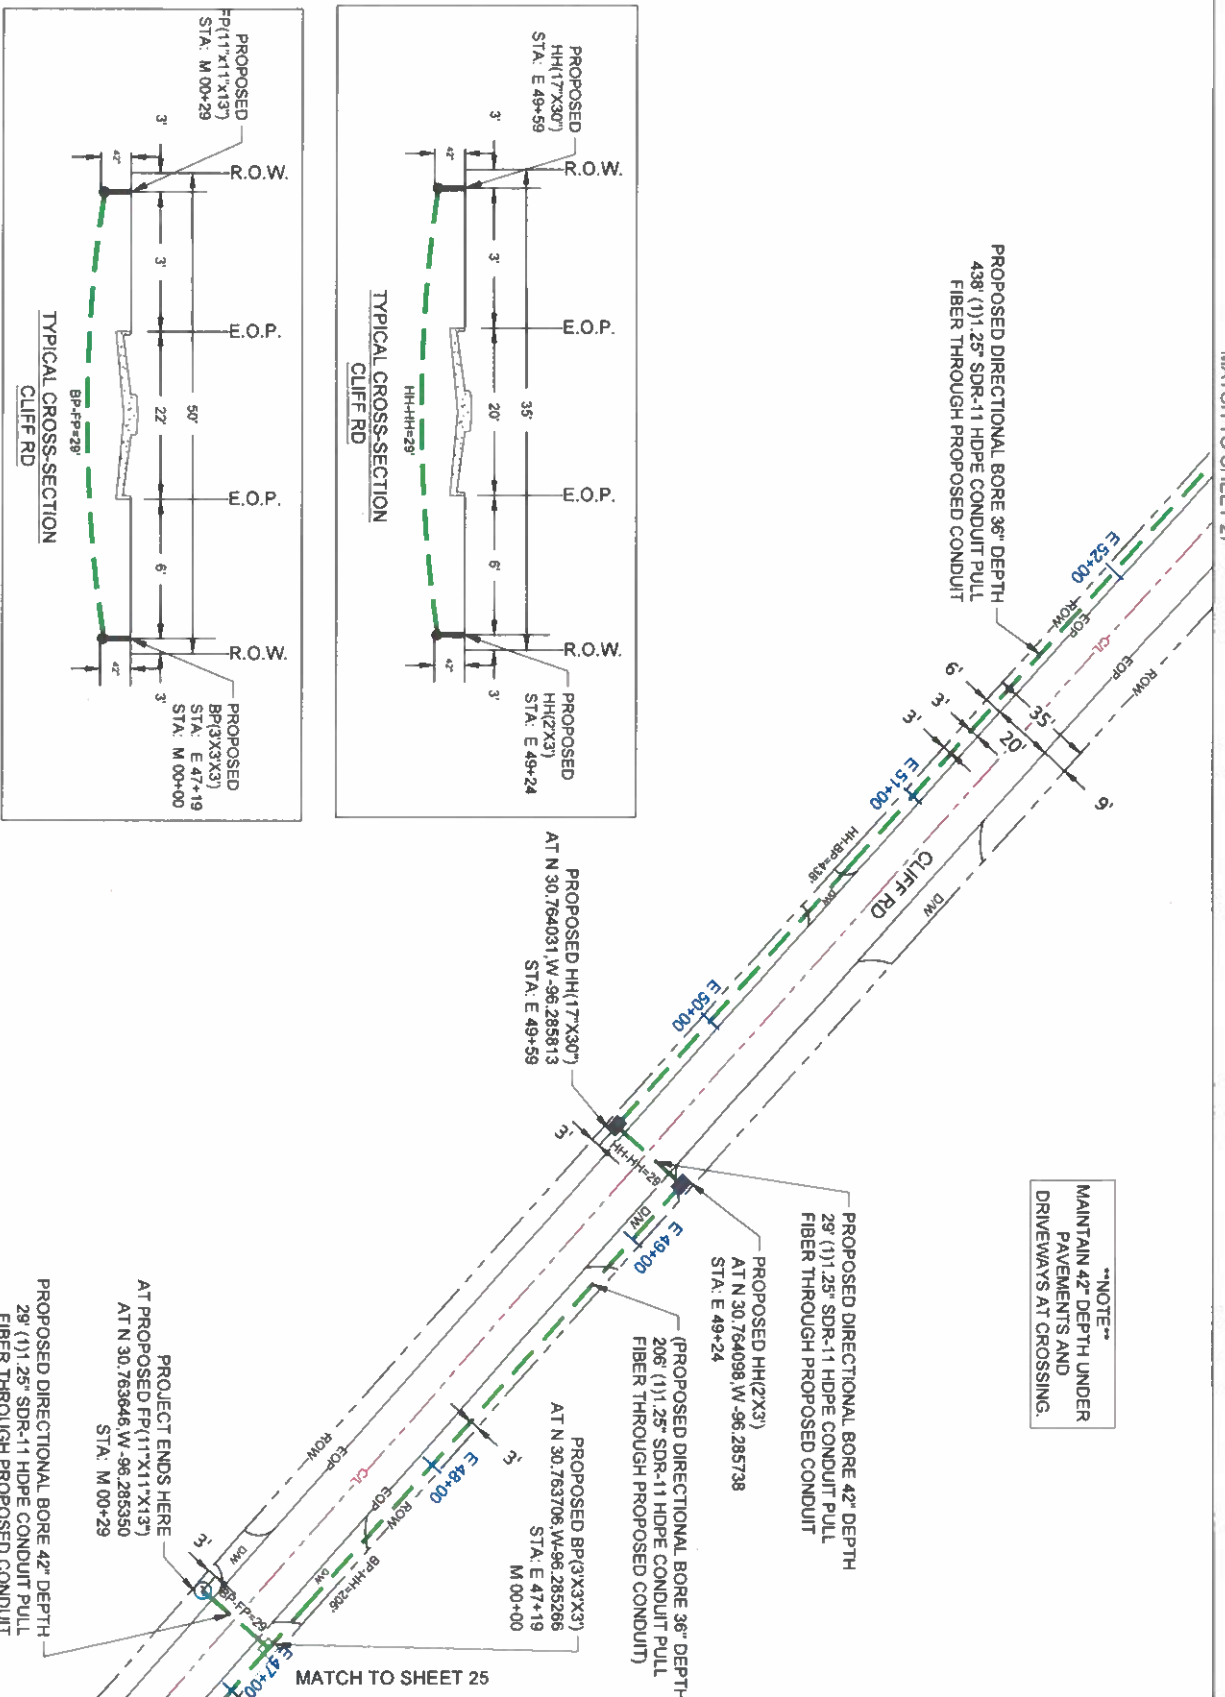 MATCH TO SHEET 27
**NOTE**
MAINTAIN 42" DEPTH UNDER
PAVEMENTS AND
DRIVEWAYS AT CROSSING.
PROPOSED DIRECTIONAL BORE 36" DEPTH
438' (1)1.25" SDR-11 HDPE CONDUIT PULL
FIBER THROUGH PROPOSED CONDUIT
E 52+00
ROW
EOP
C/L
EOP
ROW
6'
3'
3'
35'
20'
9'
E 51+00
HH-BP=438'
D/W
CLIFF RD
D/W
E 50+00
PROPOSED HH(17"X30")
AT N 30.764031,W -96.285813
STA: E 49+59
3'
HH-HH=29'
D/W
E 49+00
PROPOSED DIRECTIONAL BORE 42" DEPTH
29' (1)1.25" SDR-11 HDPE CONDUIT PULL
FIBER THROUGH PROPOSED CONDUIT
PROPOSED HH(2'X3')
AT N 30.764098,W -96.285738
STA: E 49+24
(PROPOSED DIRECTIONAL BORE 36" DEPTH
206' (1)1.25" SDR-11 HDPE CONDUIT PULL
FIBER THROUGH PROPOSED CONDUIT)
3'
E 48+00
ROW
EOP
C/L
EOP
ROW
BP-HH=206'
D/W
D/W
3'
BP-FP=29'
E 47+00
PROPOSED BP(3'X3'X3')
AT N 30.763706,W-96.285266
STA: E 47+19
M 00+00
MATCH TO SHEET 25
PROJECT ENDS HERE
AT PROPOSED FP(11"X11"X13")
AT N 30.763646,W -96.285350
STA: M 00+29
PROPOSED DIRECTIONAL BORE 42" DEPTH
29' (1)1.25" SDR-11 HDPE CONDUIT PULL
FIBER THROUGH PROPOSED CONDUIT
PROPOSED
HH(17"X30")
STA: E 49+59
3'
42"
R.O.W.
3'
E.O.P.
35'
20'
HH-HH=29'
E.O.P.
6'
R.O.W.
42"
3'
PROPOSED
HH(2'X3')
STA: E 49+24
TYPICAL CROSS-SECTION
CLIFF RD
PROPOSED
FP(11"x11"x13")
STA: M 00+29
3'
42"
R.O.W.
3'
E.O.P.
50'
22'
BP-FP=29'
E.O.P.
6'
R.O.W.
42"
3'
PROPOSED
BP(3'X3'X3')
STA: E 47+19
STA: M 00+00
TYPICAL CROSS-SECTION
CLIFF RD